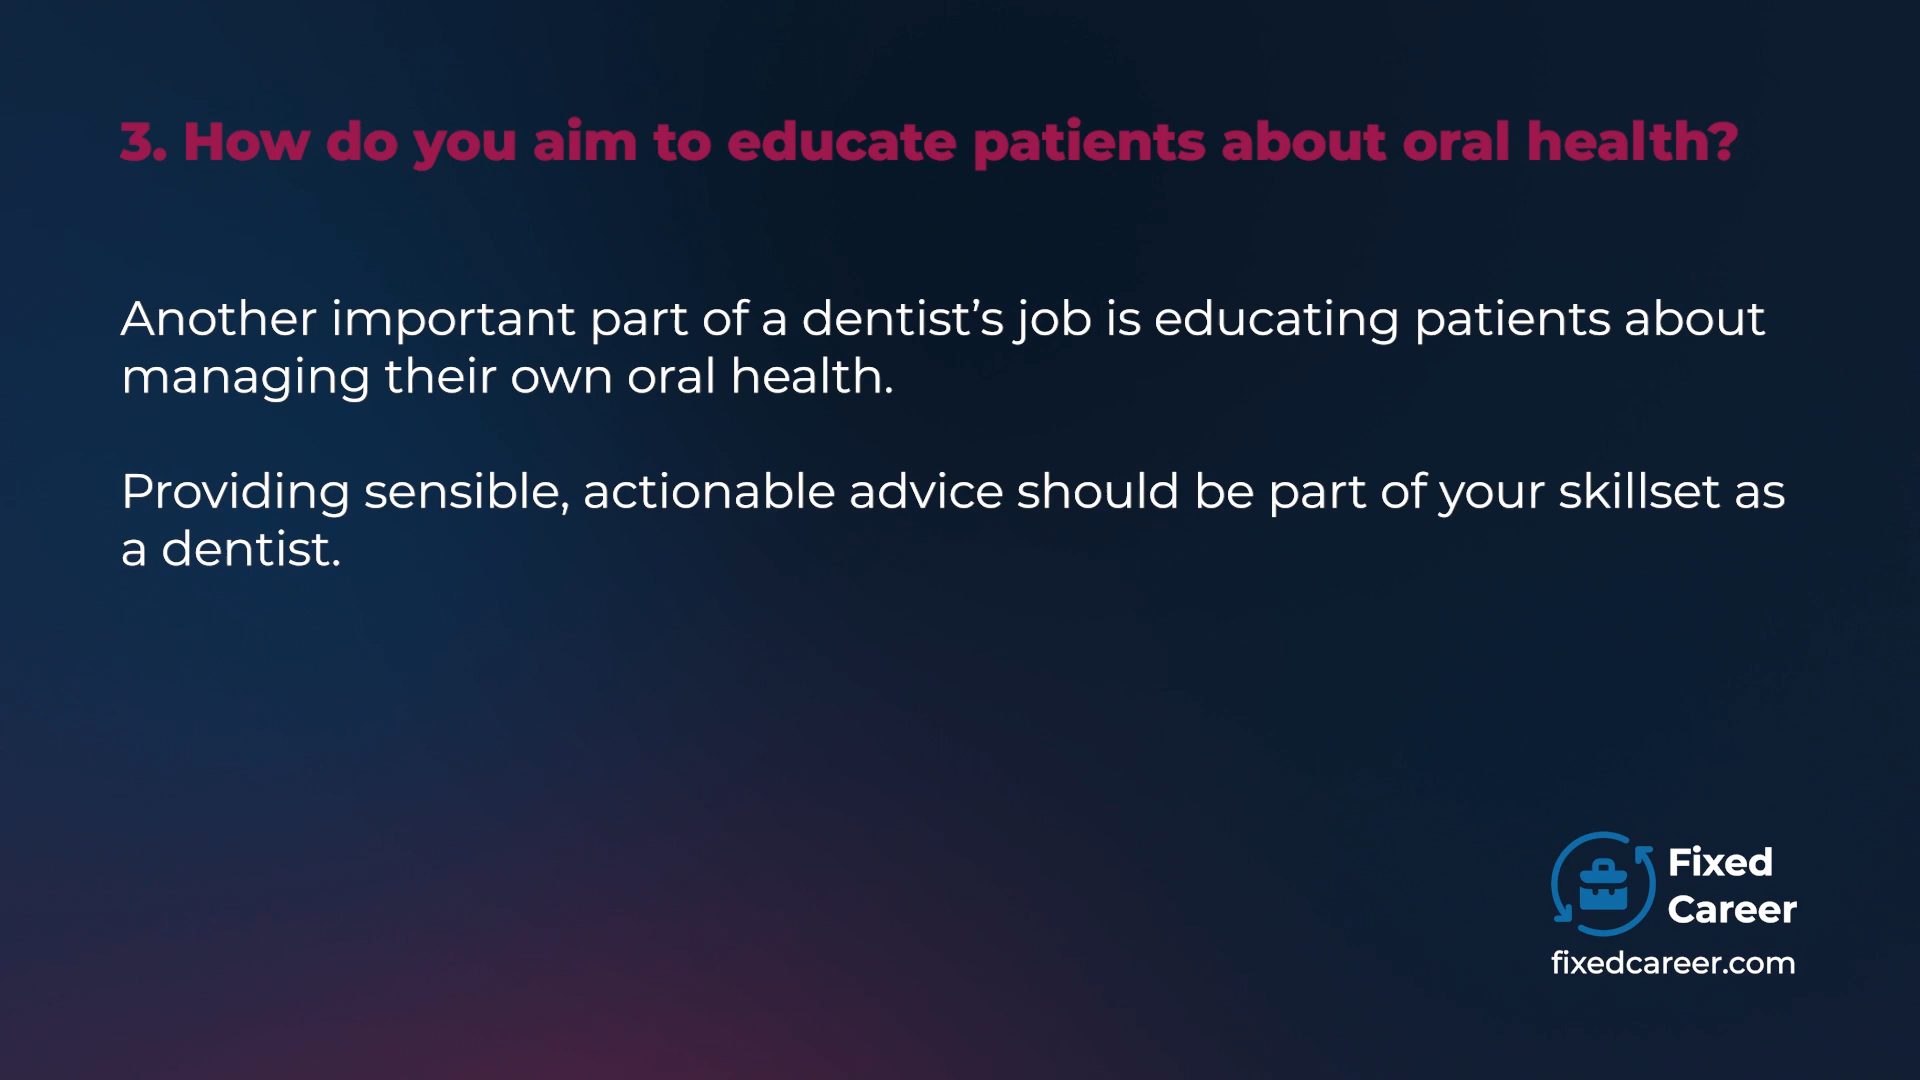 3. How do you aim to educate patients about oral health?
Another important part of a dentist’s job is educating patients about
managing their own oral health.
Providing sensible, actionable advice should be part of your skillset as
a dentist.
Fixed
Career
fixedcareer.com